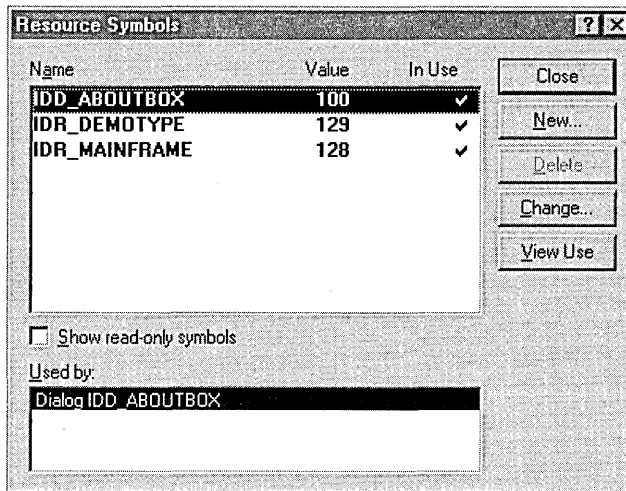 Resource Symbols
Name Value In Use
IDD_ABOUTBOX 100 ✔
IDR_DEMOTYPE 129 ✔
IDR_MAINFRAME 128 ✔
Close
New...
Delete
Change...
View Use
Show read-only symbols
Used by:
Dialog IDD_ABOUTBOX